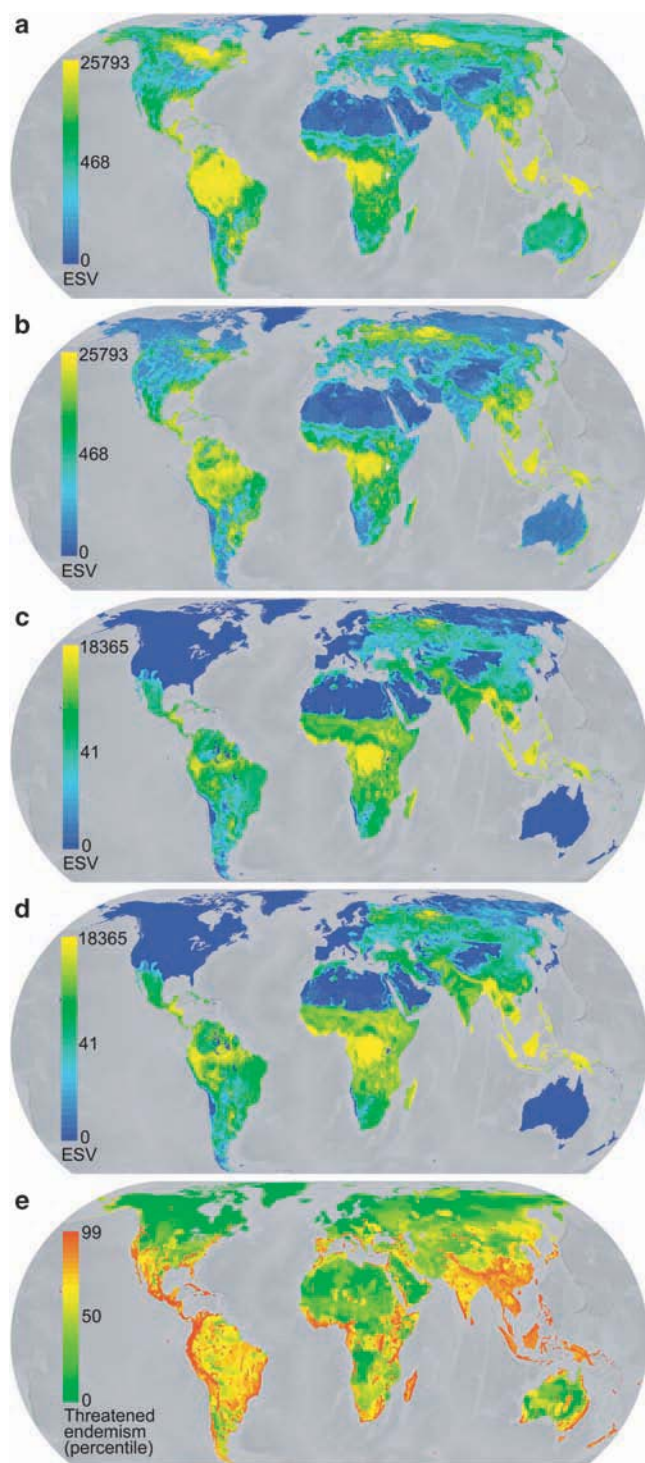 a
25793
468
0
ESV
b
25793
468
0
ESV
c
18365
41
0
ESV
d
18365
41
0
ESV
e
99
50
0
Threatened
endemism
(percentile)